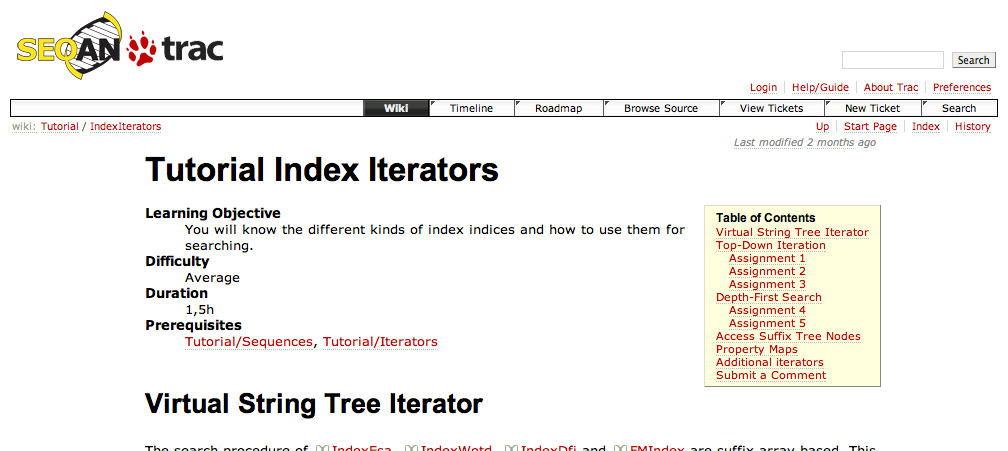 SEQAN trac
Search
Login Help/Guide About Trac Preferences
Wiki Timeline Roadmap Browse Source View Tickets New Ticket Search
wiki: Tutorial / IndexIterators Up Start Page Index History
Last modified 2 months ago
Tutorial Index Iterators
Learning Objective
You will know the different kinds of index indices and how to use them for
searching.
Difficulty
Average
Duration
1,5h
Prerequisites
Tutorial/Sequences, Tutorial/Iterators
Table of Contents
Virtual String Tree Iterator
Top-Down Iteration
Assignment 1
Assignment 2
Assignment 3
Depth-First Search
Assignment 4
Assignment 5
Access Suffix Tree Nodes
Property Maps
Additional iterators
Submit a Comment
Virtual String Tree Iterator
The search procedure of IndexEsa, IndexWotd, IndexDfi and FMIndex are suffix array based. This